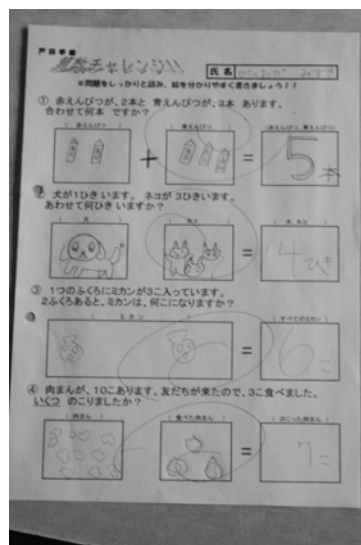 戸田学習
算数チャレンジ!!
氏名
※問題をしっかりと読み、絵を分かりやすく書きましょう!!
① 赤えんぴつが、2本と 青えんぴつが、3本 あります。
合わせて何本 ですか?
( 赤えんぴつ ) ( 青えんぴつ ) (赤えんぴつ、青えんぴつ)
+ = 5本
② 犬が1ぴき います。 ネコが 3びきいます。
あわせて何びき いますか?
( 犬 ) ( ネコ ) ( 犬、ネコ )
= 4ひき
③ 1つのふくろにミカンが3こ入っています。
2ふくろあると、ミカンは、何こになりますか?
( ミカン ) (すべてのミカン)
= 6こ
④ 肉まんが、10こあります。友だちが来たので、3こ食べました。
いくつ のこりましたか?
( 肉まん ) ( 食べた肉まん ) ( のこった肉まん )
= 7こ